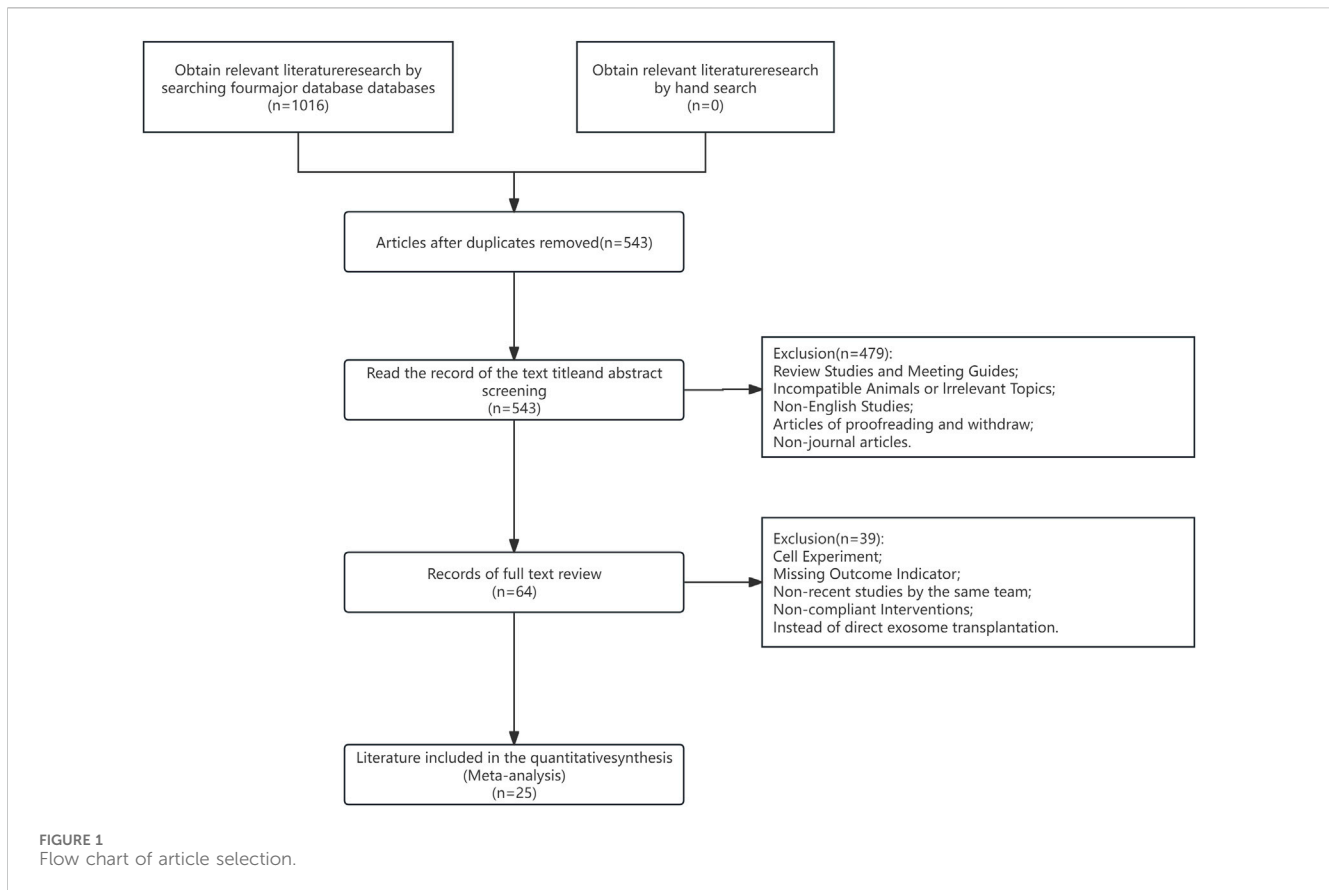 Obtain relevant literatureresearch by
searching fourmajor database databases
(n=1016)
Obtain relevant literatureresearch
by hand search
(n=0)
Articles after duplicates removed(n=543)
Read the record of the text titleand abstract
screening
(n=543)
Exclusion(n=479):
Review Studies and Meeting Guides;
Incompatible Animals or Irrelevant Topics;
Non-English Studies;
Articles of proofreading and withdraw;
Non-journal articles.
Records of full text review
(n=64)
Exclusion(n=39):
Cell Experiment;
Missing Outcome Indicator;
Non-recent studies by the same team;
Non-compliant Interventions;
Instead of direct exosome transplantation.
Literature included in the quantitativesynthesis
(Meta-analysis)
(n=25)
FIGURE 1
Flow chart of article selection.